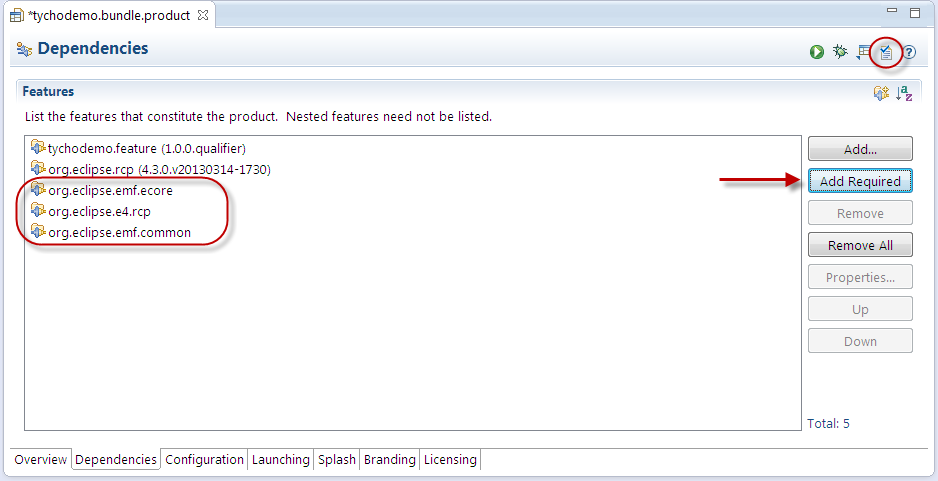 *tychodemo.bundle.product
Dependencies
Features
List the features that constitute the product. Nested features need not be listed.
tychodemo.feature (1.0.0.qualifier)
org.eclipse.rcp (4.3.0.v20130314-1730)
org.eclipse.emf.ecore
org.eclipse.e4.rcp
org.eclipse.emf.common
Add...
Add Required
Remove
Remove All
Properties...
Up
Down
Total: 5
Overview Dependencies Configuration Launching Splash Branding Licensing